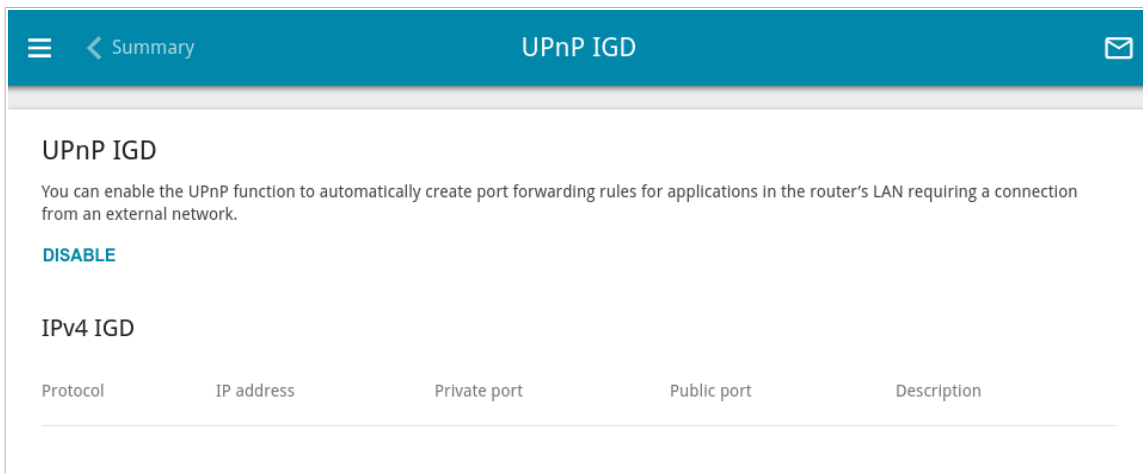 Summary
UPnP IGD
UPnP IGD
You can enable the UPnP function to automatically create port forwarding rules for applications in the router’s LAN requiring a connection
from an external network.
DISABLE
IPv4 IGD
Protocol IP address Private port Public port Description